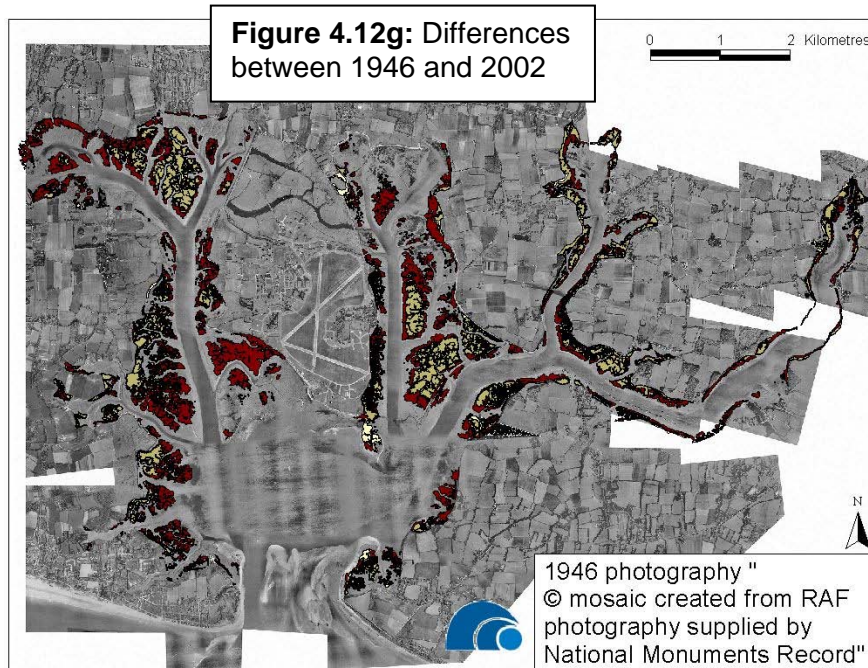 Figure 4.12g: Differences
between 1946 and 2002
0 1 2 Kilometres
N
1946 photography "
© mosaic created from RAF
photography supplied by
National Monuments Record"